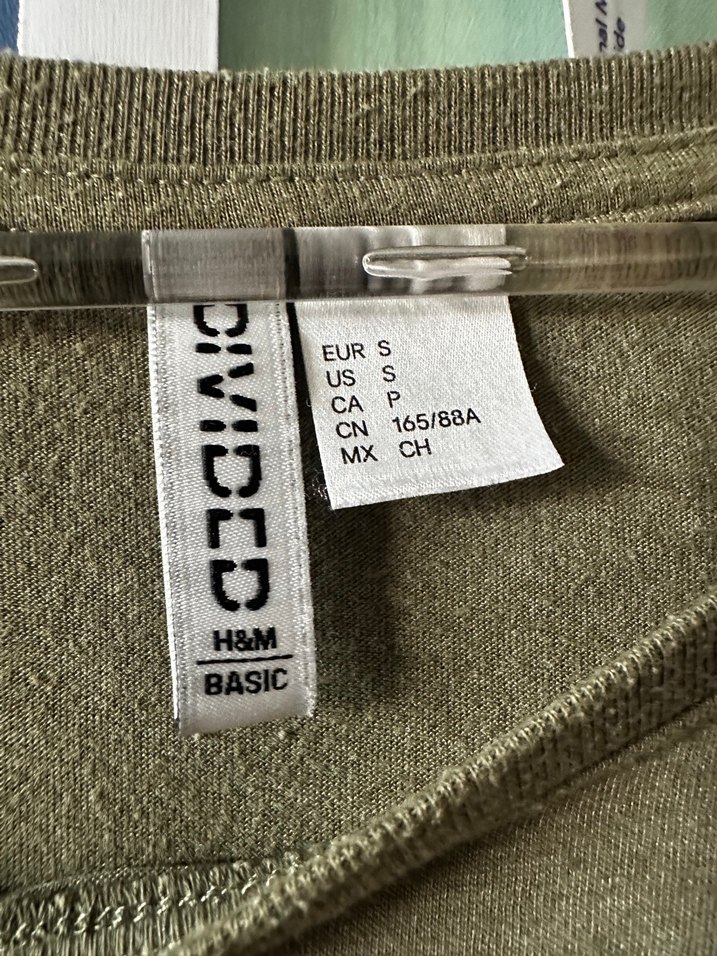 DIVIDED
H&M
BASIC
EUR S
US S
CA P
CN 165/88A
MX CH